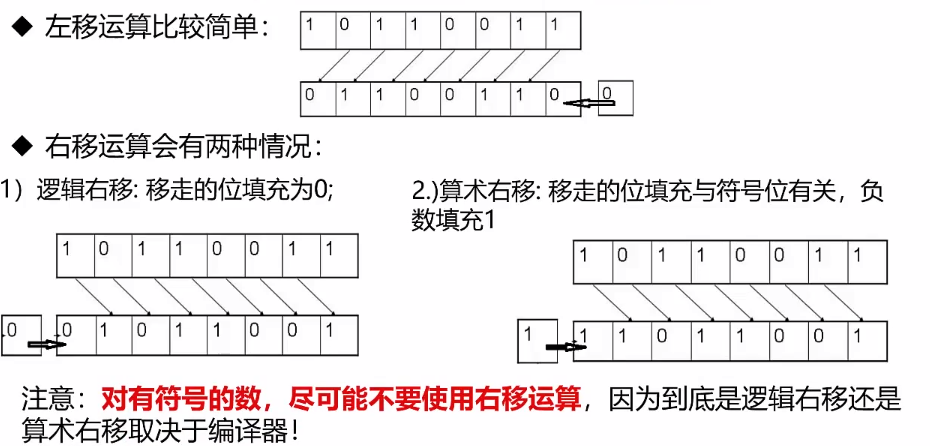 ◆ 左移运算比较简单：
1 0 1 1 0 0 1 1
0 1 1 0 0 1 1 0 0
◆ 右移运算会有两种情况：
1）逻辑右移: 移走的位填充为0;
2.)算术右移: 移走的位填充与符号位有关，负
数填充1
1 0 1 1 0 0 1 1
0 0 1 0 1 1 0 0 1
1 0 1 1 0 0 1 1
1 1 1 0 1 1 0 0 1
注意：对有符号的数，尽可能不要使用右移运算，因为到底是逻辑右移还是
算术右移取决于编译器！